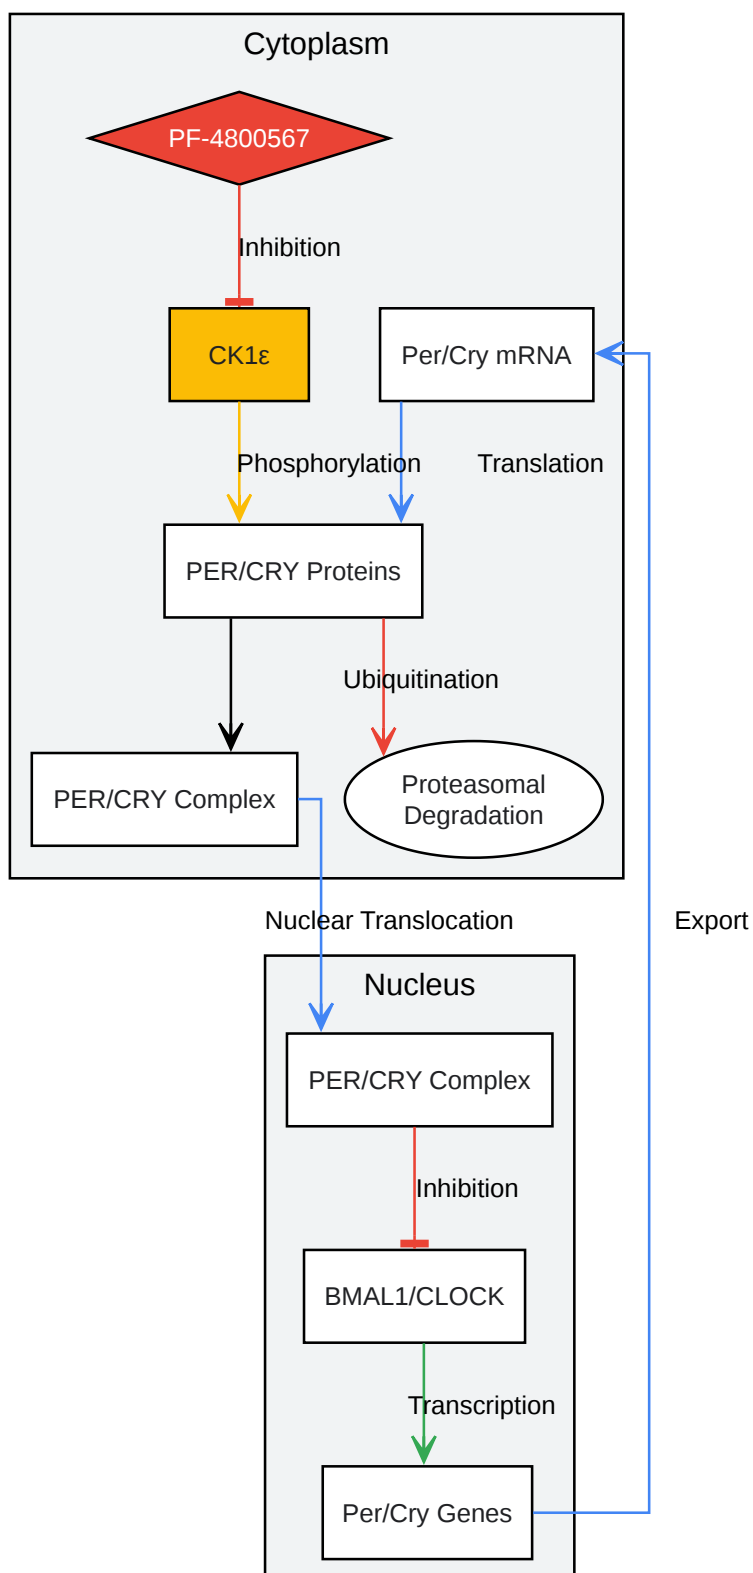 Cytoplasm
PF-4800567
Inhibition
CK1ε
Per/Cry mRNA
Phosphorylation
Translation
PER/CRY Proteins
Ubiquitination
PER/CRY Complex
Proteasomal
Degradation
Nuclear Translocation
Export
Nucleus
PER/CRY Complex
Inhibition
BMAL1/CLOCK
Transcription
Per/Cry Genes